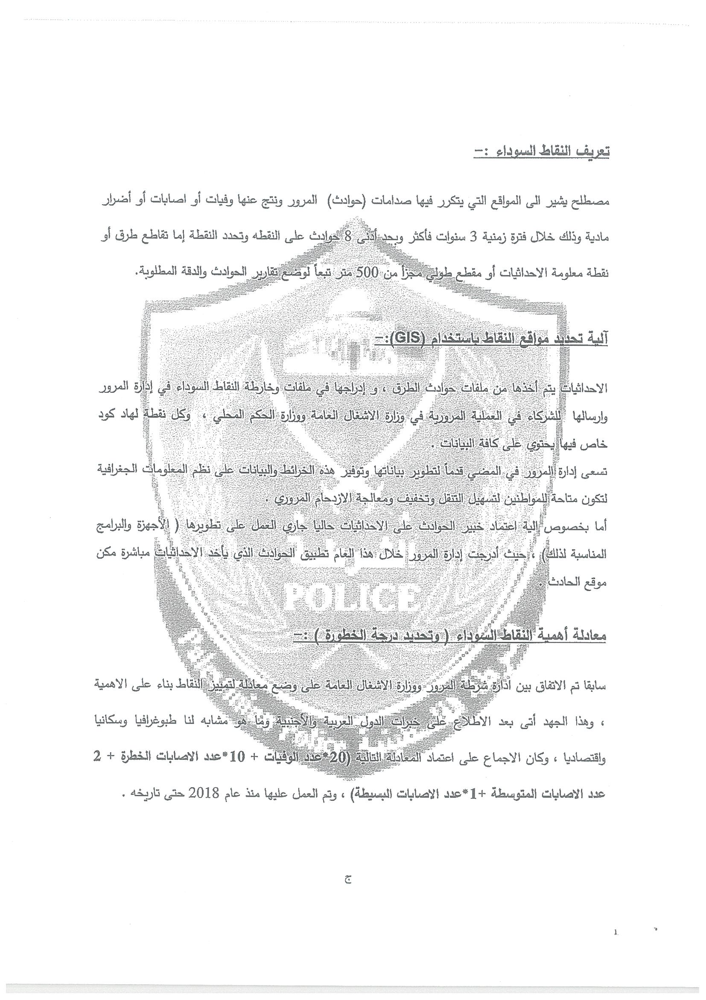 تعريف النقاط السوداء :–
مصطلح يشير الى المواقع التي يتكرر فيها صدامات (حوادث) المرور ونتج عنها وفيات أو اصابات أو أضرار
مادية وذلك خلال فترة زمنية 3 سنوات فأكثر وبحد أدنى 8 حوادث على النقطه وتحدد النقطة إما تقاطع طرق أو
نقطة معلومة الاحداثيات أو مقطع طولي مجزأ من 500 متر تبعاً لوضع تقارير الحوادث والدقة المطلوبة.
آلية تحديد مواقع النقاط باستخدام (GIS):–
الاحداثيات يتم أخذها من ملفات حوادث الطرق ، و إدراجها في ملفات وخارطة النقاط السوداء في إدارة المرور
وارسالها للشركاء في العملية المرورية في وزارة الاشغال العامة ووزارة الحكم المحلي ، وكل نقطة لهاد كود
خاص فيها يحتوي على كافة البيانات .
تسعى إدارة المرور في المضي قدماً لتطوير بياناتها وتوفير هذه الخرائط والبيانات على نظم المعلومات الجغرافية
لتكون متاحة للمواطنين لتسهيل التنقل وتخفيف ومعالجة الازدحام المروري .
أما بخصوص الية اعتماد خبير الحوادث على الاحداثيات حاليا جاري العمل على تطويرها ( الأجهزة والبرامج
المناسبة لذلك) ، حيث أدرجت إدارة المرور خلال هذا العام تطبيق الحوادث الذي يأخد الاحداثيات مباشرة مكن
موقع الحادث .
الشرطة
POLICE
معادلة أهمية النقاط السوداء ( وتحديد درجة الخطورة ) :–
سابقا تم الاتفاق بين ادارة شرطة المرور ووزارة الاشغال العامة على وضع معادلة لتمييز النقاط بناء على الاهمية
، وهذا الجهد أتى بعد الاطلاع على خبرات الدول العربية والأجنبية وما هو مشابه لنا طبوغرافيا وسكانيا
واقتصاديا ، وكان الاجماع على اعتماد المعادلة التالية (20*عدد الوفيات + 10*عدد الاصابات الخطرة + 2
عدد الاصابات المتوسطة +1*عدد الاصابات البسيطة) ، وتم العمل عليها منذ عام 2018 حتى تاريخه .
ج